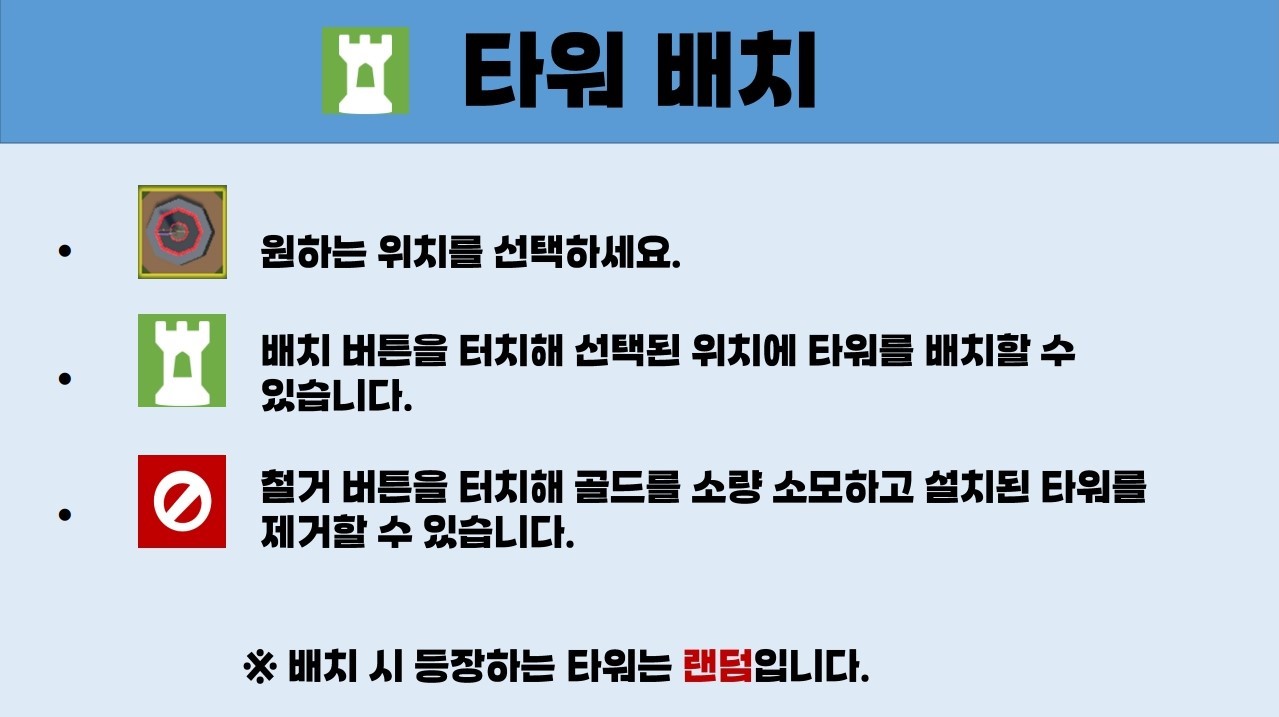 타워 배치
• 원하는 위치를 선택하세요.
• 배치 버튼을 터치해 선택된 위치에 타워를 배치할 수
있습니다.
• 철거 버튼을 터치해 골드를 소량 소모하고 설치된 타워를
제거할 수 있습니다.
※ 배치 시 등장하는 타워는 랜덤입니다.